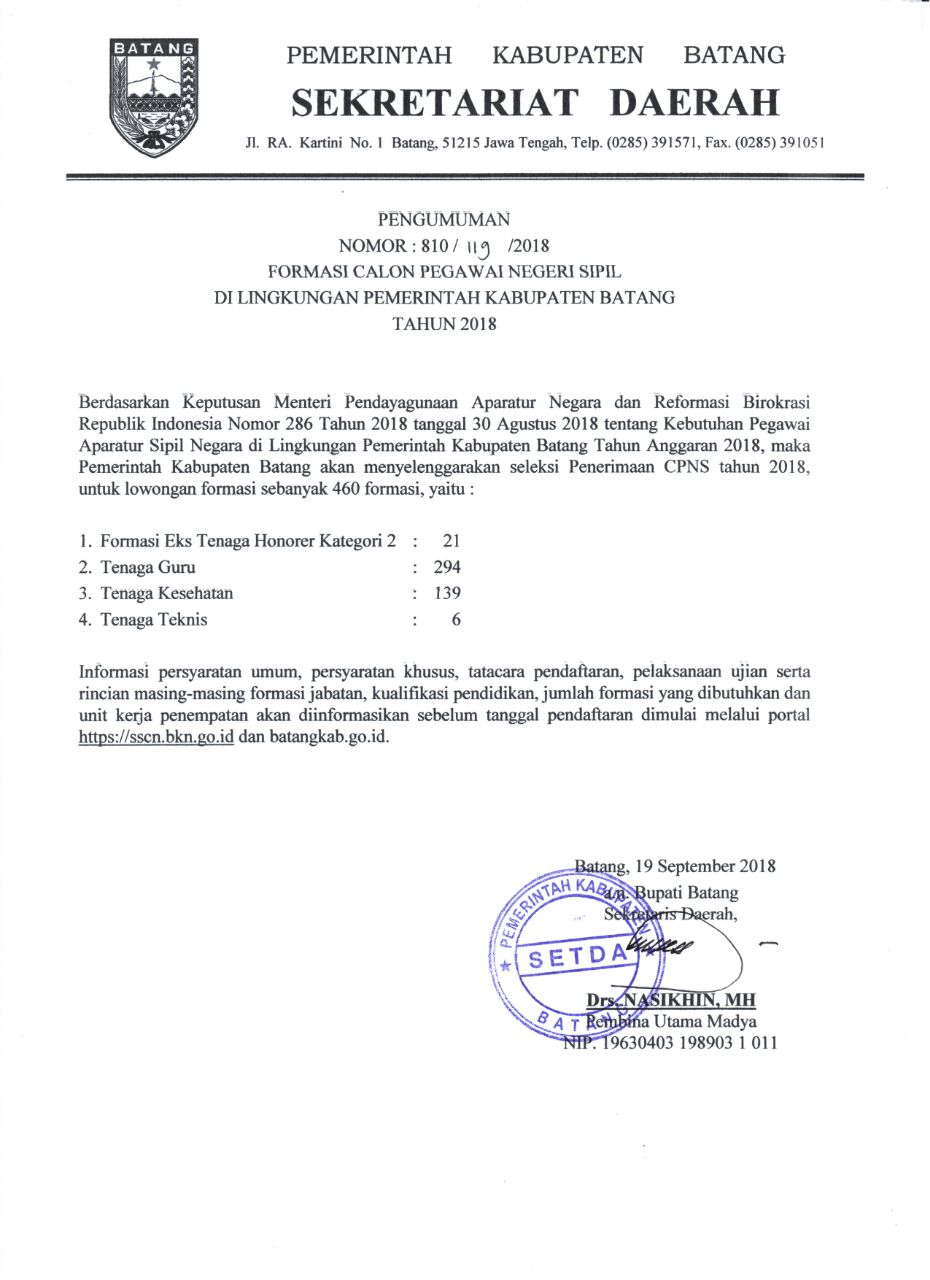 BATANG
PEMERINTAH KABUPATEN BATANG
SEKRETARIAT DAERAH
Jl. RA. Kartini No. 1 Batang, 51215 Jawa Tengah, Telp. (0285) 391571, Fax. (0285) 391051
PENGUMUMAN
NOMOR : 810 / 119 /2018
FORMASI CALON PEGAWAI NEGERI SIPIL
DI LINGKUNGAN PEMERINTAH KABUPATEN BATANG
TAHUN 2018
Berdasarkan Keputusan Menteri Pendayagunaan Aparatur Negara dan Reformasi Birokrasi
Republik Indonesia Nomor 286 Tahun 2018 tanggal 30 Agustus 2018 tentang Kebutuhan Pegawai
Aparatur Sipil Negara di Lingkungan Pemerintah Kabupaten Batang Tahun Anggaran 2018, maka
Pemerintah Kabupaten Batang akan menyelenggarakan seleksi Penerimaan CPNS tahun 2018,
untuk lowongan formasi sebanyak 460 formasi, yaitu :
1. Formasi Eks Tenaga Honorer Kategori 2 : 21
2. Tenaga Guru : 294
3. Tenaga Kesehatan : 139
4. Tenaga Teknis : 6
Informasi persyaratan umum, persyaratan khusus, tatacara pendaftaran, pelaksanaan ujian serta
rincian masing-masing formasi jabatan, kualifikasi pendidikan, jumlah formasi yang dibutuhkan dan
unit kerja penempatan akan diinformasikan sebelum tanggal pendaftaran dimulai melalui portal
https://sscn.bkn.go.id dan batangkab.go.id.
Batang, 19 September 2018
a.n. Bupati Batang
Sekretaris Daerah,
PEMERINTAH KABUPATEN
SETDA
BATANG
Drs. NASIKHIN, MH
Pembina Utama Madya
NIP. 19630403 198903 1 011